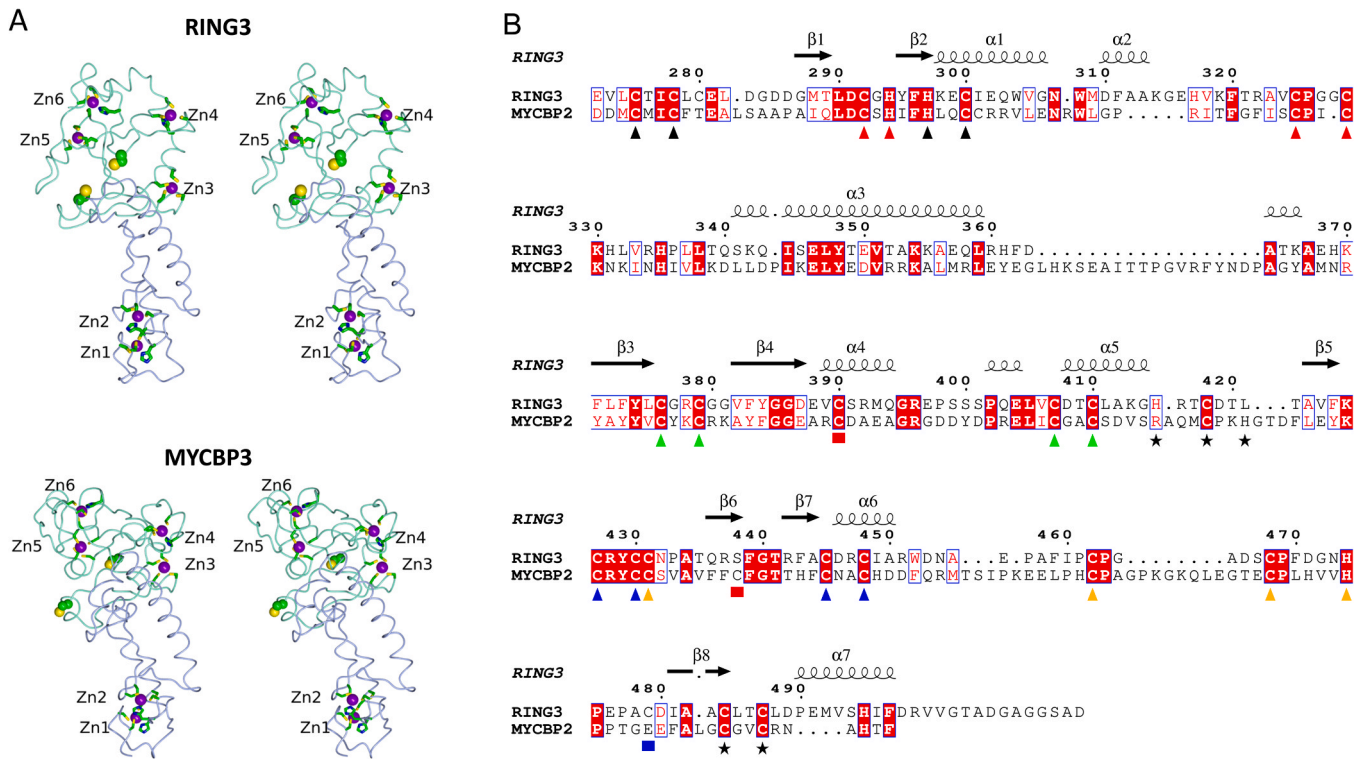 A
RING3
Zn6
Zn4
Zn5
Zn3
Zn2
Zn1
Zn6
Zn4
Zn5
Zn3
Zn2
Zn1
MYCBP3
Zn6
Zn4
Zn5
Zn3
Zn2
Zn1
Zn6
Zn4
Zn5
Zn3
Zn2
Zn1
B
β1 β2 α1 α2
RING3
280 290 300 310 320
RING3 EVLCTICLCEL.DGDDGMTLDCGHYFHKECIEQWVGN.WMDFAAKGEHVKFTRAVCPGGC
MYCBP2 DDMCMICFTEALSAAPAIQLDCSHIFHLQCCRRVLENRWLGP.....RITFGFISCPI.C
α3
RING3
330 340 350 360 370
RING3 KHLVRHPLLTQSKQ.ISELYTEVTAKKAEQLRHFD..................ATKAEHK
MYCBP2 KNKINHIVLKDLLDPIKELYEDVRRKALMRLEYEGLHKSEAITTPGVRFYNDPAGYAMNR
β3 β4 α4 α5 β5
RING3
380 390 400 410 420
RING3 FLFYLCGRCGGVFYGGDEVCSRMQGREPSSSPQELVCDTCLAKGH.RTCDTL...TAVFK
MYCBP2 YAYYVCYKCRKAYFGGEARCDAEAGRGDDYDPRELICGACSDVSRAQMCPKHGTDFLEYK
β6 β7 α6
RING3
430 440 450 460 470
RING3 CRYCCNPATQRSFGTRFACDRCIARWDNA...E.PAFIPCPG........ADSCPFDGNH
MYCBP2 CRYCCSVAVFFCFGTTHFCNACHDDFQRMTSIPKEELPHCPAGPKGKQLEGTECPLHVVH
β8 α7
RING3
480 490
RING3 PEPACDIA.ACLTCLDPEMVSHIFDRVVGTADGAGGSAD
MYCBP2 PPTGEEFALGCGVCRN....AHTF